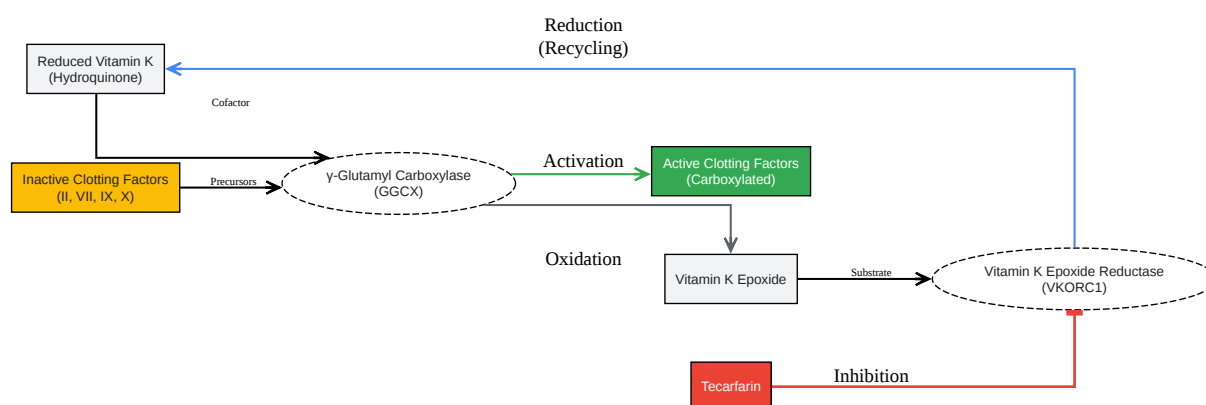 Reduction
(Recycling)
Reduced Vitamin K
(Hydroquinone)
Cofactor
Inactive Clotting Factors
(II, VII, IX, X)
Precursors
γ-Glutamyl Carboxylase
(GGCX)
Activation
Active Clotting Factors
(Carboxylated)
Oxidation
Vitamin K Epoxide
Substrate
Vitamin K Epoxide Reductase
(VKORC1)
Tecarfarin
Inhibition